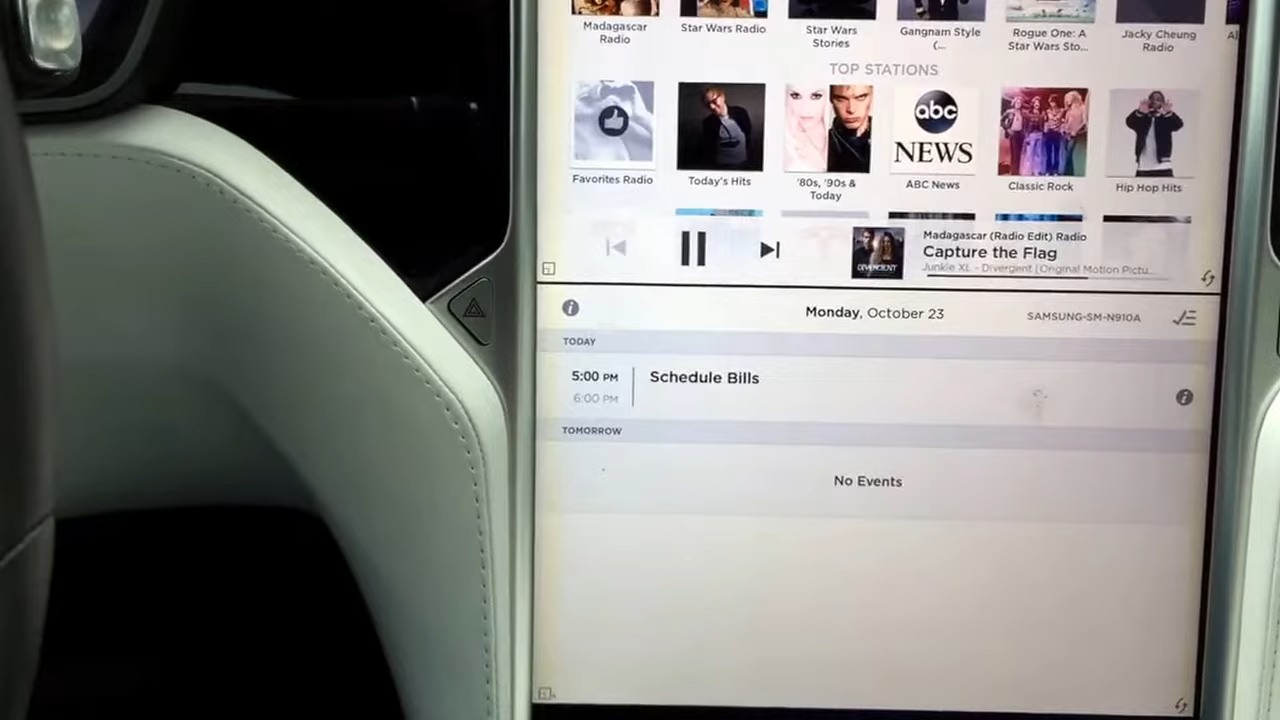 Madagascar
Radio
Star Wars Radio
Star Wars
Stories
Gangnam Style
(...
Rogue One: A
Star Wars Sto...
Jacky Cheung
Radio
TOP STATIONS
abc
NEWS
Favorites Radio
Today's Hits
'80s, '90s &
Today
ABC News
Classic Rock
Hip Hop Hits
DIVERGENT
Madagascar (Radio Edit) Radio
Capture the Flag
Junkie XL - Divergent (Original Motion Pictu...
Monday, October 23
SAMSUNG-SM-N910A
TODAY
5:00 PM
Schedule Bills
6:00 PM
TOMORROW
No Events